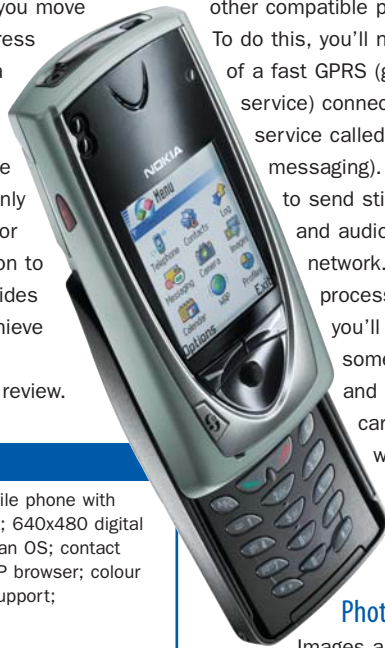 you move
ress
a
e
nly
or
on to
ides
hieve
review.
ile phone with
; 640x480 digital
an OS; contact
P browser; colour
upport;
other compatible p
To do this, you'll n
of a fast GPRS (g
service) connect
service called
messaging).
to send sti
and audio
network.
process
you'll
some
and
car
w
Phot
Images a
NOKIA
Menu
Telephone
Contacts
Log
Messaging
Camera
Images
Calendar
WAP
Profiles
Options
Exit